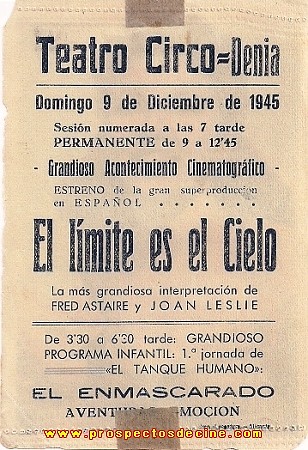 Teatro Circo=Denia
Domingo 9 de Diciembre de 1945
Sesión numerada a las 7 tarde
PERMANENTE de 9 a 12'45
- Grandioso Acontecimiento Cinematográfico -
ESTRENO de la gran superproduccion
en ESPAÑOL . . . . . . .
El límite es el Cielo
La más grandiosa interpretación de
FRED ASTAIRE y JOAN LESLIE
De 3'30 a 6'30 tarde: GRANDIOSO
PROGRAMA INFANTIL: 1.ª jornada de
«EL TANQUE HUMANO»:
EL ENMASCARADO
www.prospectosdecine.com